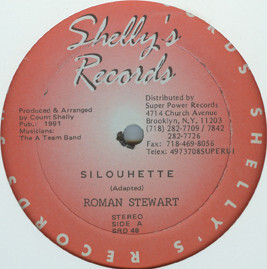 Shelly's
Records
Produced & Arranged
by Count Shelly
Pub.: 1991
Musicians:
The A Team Band
Distributed by
Super Power Records
4714 Church Avenue
Brooklyn, N.Y. 11203
(718) 282-7709 / 7842
282-7726
Fax: 718-469-8056
SILOUHETTE
(Adapted)
ROMAN STEWART
STEREO
SIDE A
SRD 48
SHELLY'S RECORDS